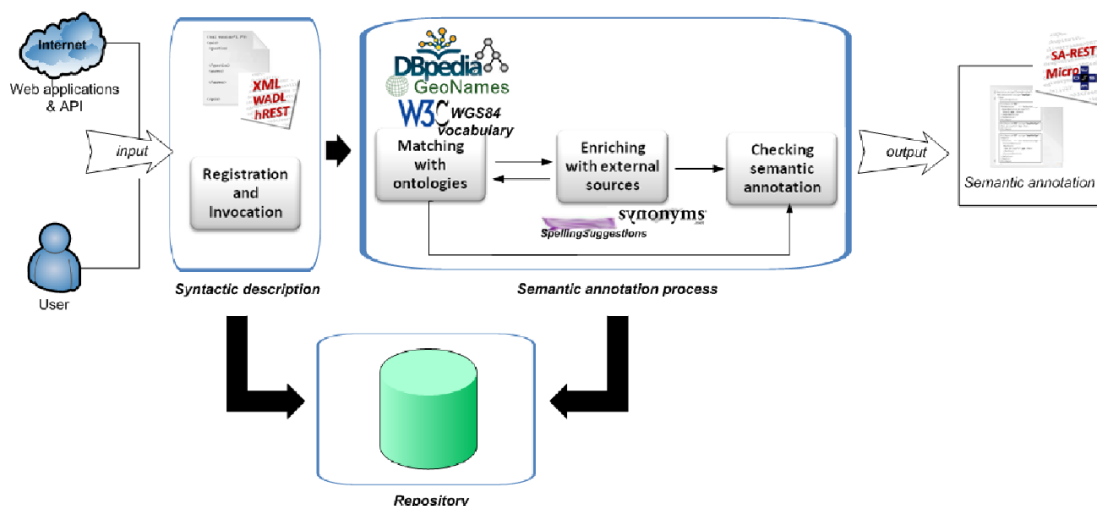 Internet
Web applications
& API
input
User
XML
WADL
hREST
Registration
and
Invocation
Syntactic description
DBpedia
GeoNames
W3C WGS84
vocabulary
Matching
with
ontologies
Enriching
with external
sources
Checking
semantic
annotation
synonyms
SpellingSuggestions
Semantic annotation process
output
SA-REST
Micro
Semantic annotation
Repository